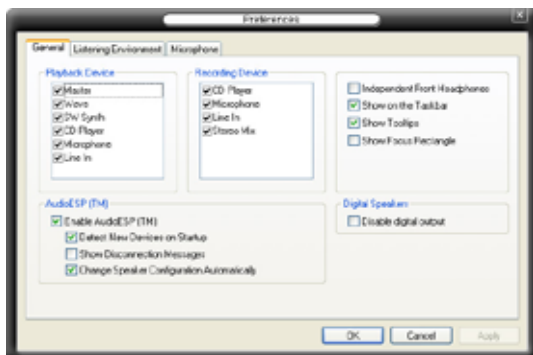 Preferences
General Listening Environment Microphone
Playback Device
Master
Wave
SW Synth
CD Player
Microphone
Line In
Recording Device
CD Player
Microphone
Line In
Stereo Mix
Independent Front Headphones
Show on the Taskbar
Show Tooltips
Show Focus Rectangle
AudioESP (TM)
Enable AudioESP (TM)
Detect New Devices on Startup
Show Disconnection Messages
Change Speaker Configuration Automatically
Digital Speakers
Disable digital output
OK Cancel Apply